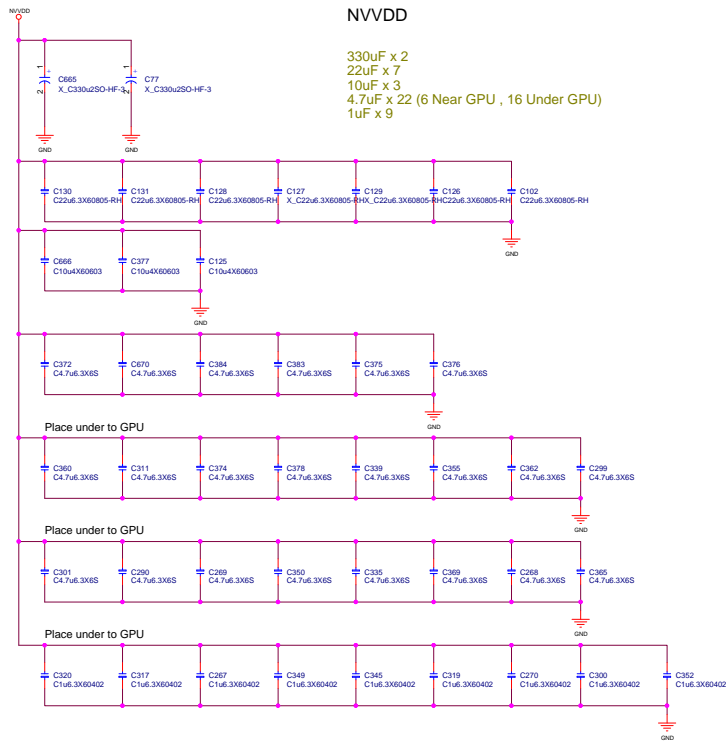 NVVDD
NVVDD
330uF x 2
22uF x 7
10uF x 3
4.7uF x 22 (6 Near GPU , 16 Under GPU)
1uF x 9
1 + C665 1 + C77
2 X_C330u2SO-HF-3 2 X_C330u2SO-HF-3
GND GND
C130 C131 C128 C127 C129 C126 C102
C22u6.3X60805-RH C22u6.3X60805-RH C22u6.3X60805-RH X_C22u6.3X60805-RH X_C22u6.3X60805-RH C22u6.3X60805-RH C22u6.3X60805-RH
GND
C666 C377 C125
C10u4X60603 C10u4X60603 C10u4X60603
GND
C372 C670 C384 C383 C375 C376
C4.7u6.3X6S C4.7u6.3X6S C4.7u6.3X6S C4.7u6.3X6S C4.7u6.3X6S C4.7u6.3X6S
GND
Place under to GPU
C360 C311 C374 C378 C339 C355 C362 C299
C4.7u6.3X6S C4.7u6.3X6S C4.7u6.3X6S C4.7u6.3X6S C4.7u6.3X6S C4.7u6.3X6S C4.7u6.3X6S C4.7u6.3X6S
GND
Place under to GPU
C301 C290 C269 C350 C335 C369 C268 C365
C4.7u6.3X6S C4.7u6.3X6S C4.7u6.3X6S C4.7u6.3X6S C4.7u6.3X6S C4.7u6.3X6S C4.7u6.3X6S C4.7u6.3X6S
GND
Place under to GPU
C320 C317 C267 C349 C345 C319 C270 C300 C352
C1u6.3X60402 C1u6.3X60402 C1u6.3X60402 C1u6.3X60402 C1u6.3X60402 C1u6.3X60402 C1u6.3X60402 C1u6.3X60402 C1u6.3X60402
GND